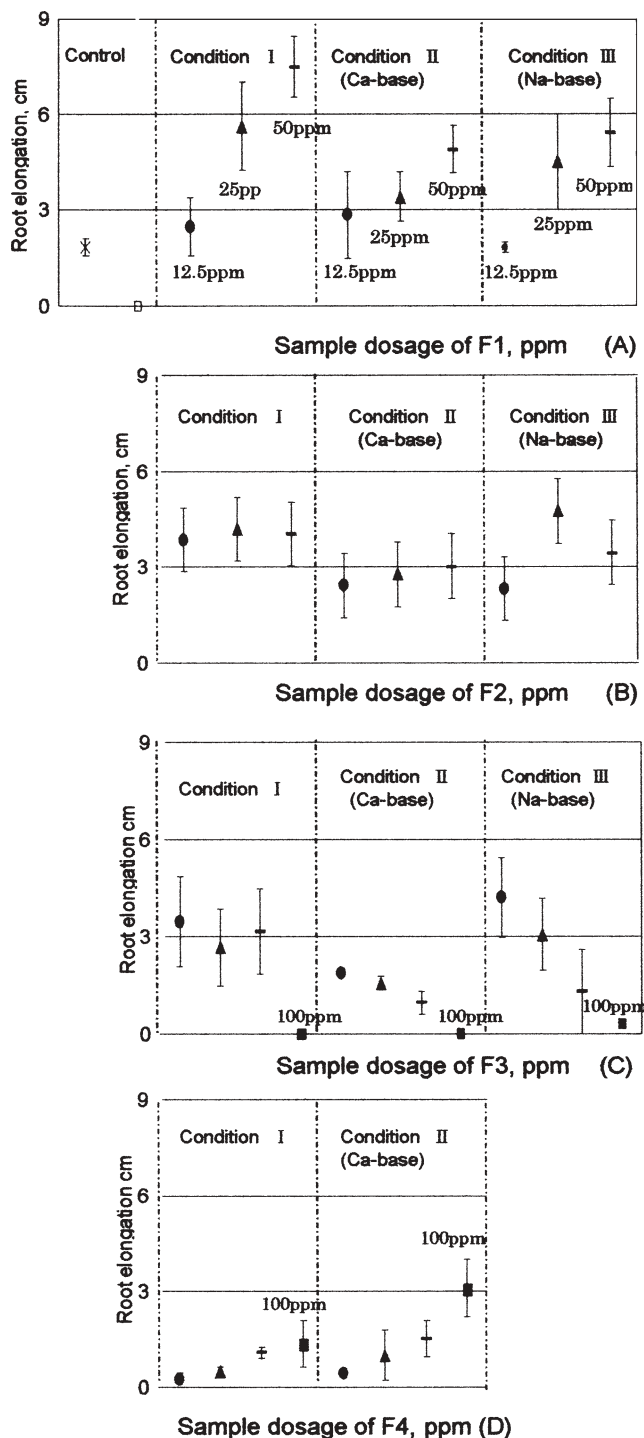 9
Control
Condition I
Condition II
(Ca-base)
Condition III
(Na-base)
Root elongation, cm
6
50ppm
25pp
50ppm
50ppm
3
25ppm
25ppm
12.5ppm
12.5ppm
12.5ppm
0
Sample dosage of F1, ppm (A)
9
Condition I
Condition II
(Ca-base)
Condition III
(Na-base)
Root elongation, cm
6
3
0
Sample dosage of F2, ppm (B)
9
Condition I
Condition II
(Ca-base)
Condition III
(Na-base)
Root elongation cm
6
3
100ppm
100ppm
100ppm
0
Sample dosage of F3, ppm (C)
9
Condition I
Condition II
(Ca-base)
Root elongation cm
6
100ppm
3
100ppm
0
Sample dosage of F4, ppm (D)